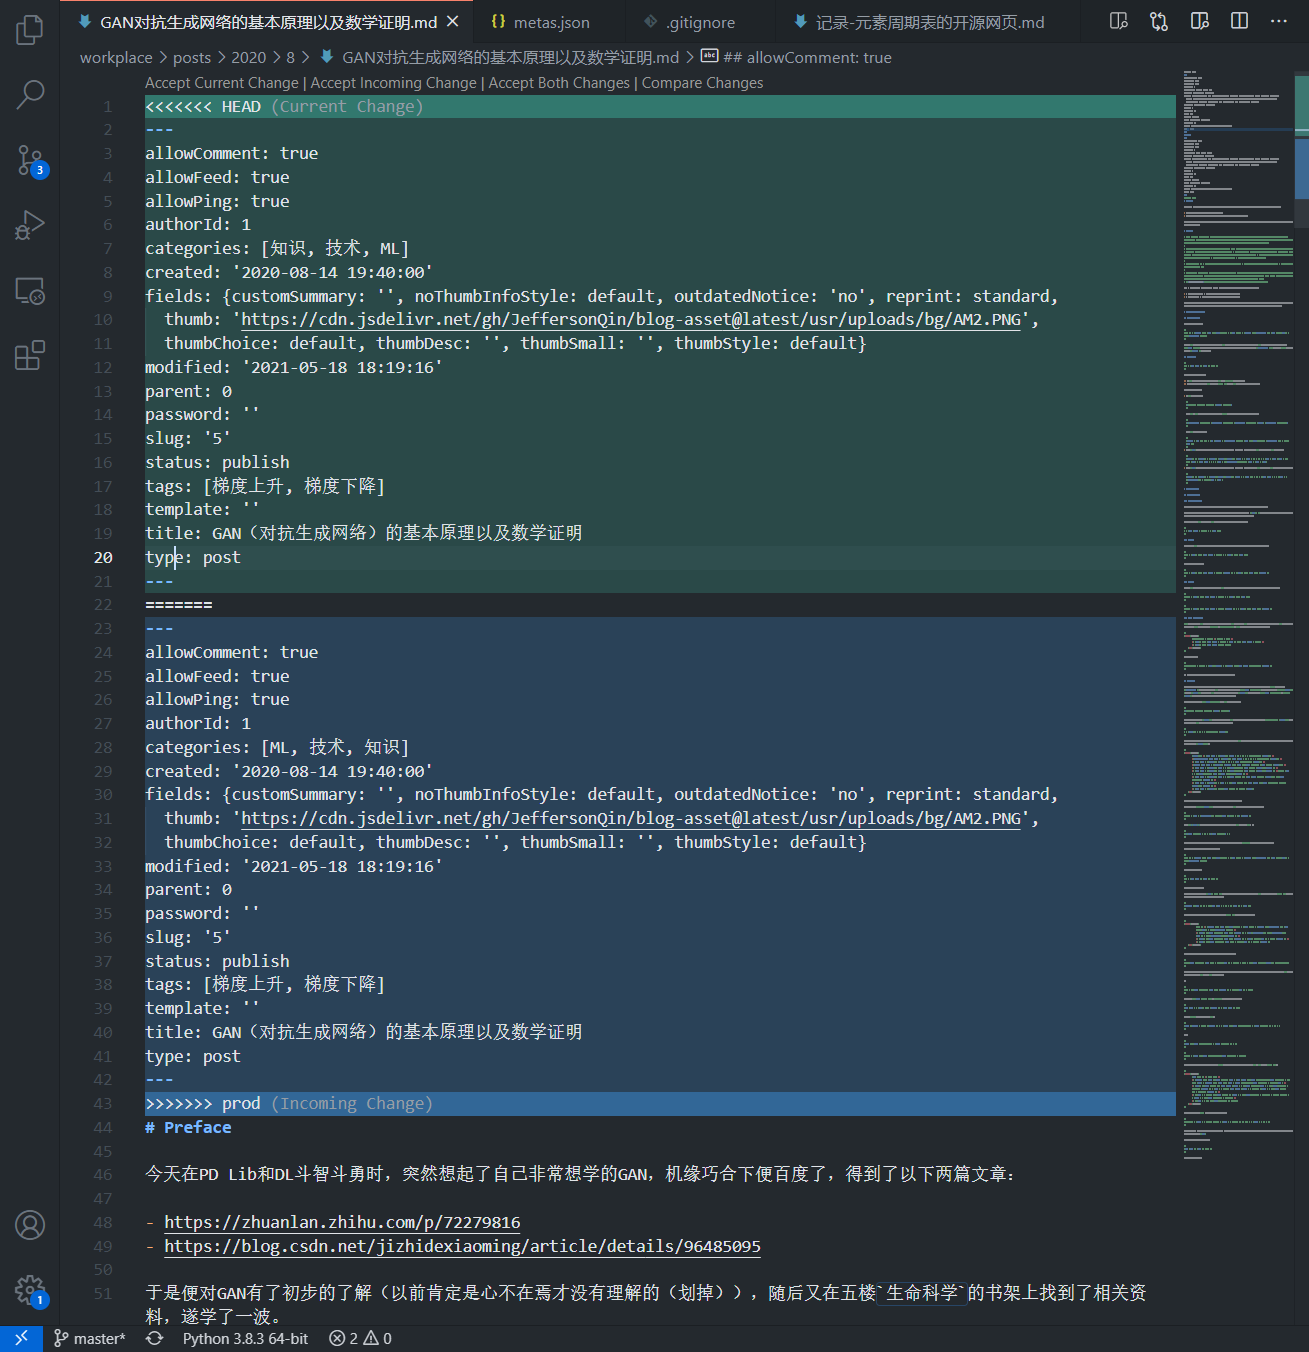 GAN对抗生成网络的基本原理以及数学证明.md
{} metas.json
.gitignore
记录-元素周期表的开源网页.md
workplace > posts > 2020 > 8 > GAN对抗生成网络的基本原理以及数学证明.md > abc ## allowComment: true
Accept Current Change | Accept Incoming Change | Accept Both Changes | Compare Changes
1 <<<<<<< HEAD (Current Change)
2 ---
3 allowComment: true
4 allowFeed: true
5 allowPing: true
6 authorId: 1
7 categories: [知识, 技术, ML]
8 created: '2020-08-14 19:40:00'
9 fields: {customSummary: '', noThumbInfoStyle: default, outdatedNotice: 'no', reprint: standard,
10 thumb: 'https://cdn.jsdelivr.net/gh/JeffersonQin/blog-asset@latest/usr/uploads/bg/AM2.PNG',
11 thumbChoice: default, thumbDesc: '', thumbSmall: '', thumbStyle: default}
12 modified: '2021-05-18 18:19:16'
13 parent: 0
14 password: ''
15 slug: '5'
16 status: publish
17 tags: [梯度上升, 梯度下降]
18 template: ''
19 title: GAN（对抗生成网络）的基本原理以及数学证明
20 type: post
21 ---
22 =======
23 ---
24 allowComment: true
25 allowFeed: true
26 allowPing: true
27 authorId: 1
28 categories: [ML, 技术, 知识]
29 created: '2020-08-14 19:40:00'
30 fields: {customSummary: '', noThumbInfoStyle: default, outdatedNotice: 'no', reprint: standard,
31 thumb: 'https://cdn.jsdelivr.net/gh/JeffersonQin/blog-asset@latest/usr/uploads/bg/AM2.PNG',
32 thumbChoice: default, thumbDesc: '', thumbSmall: '', thumbStyle: default}
33 modified: '2021-05-18 18:19:16'
34 parent: 0
35 password: ''
36 slug: '5'
37 status: publish
38 tags: [梯度上升, 梯度下降]
39 template: ''
40 title: GAN（对抗生成网络）的基本原理以及数学证明
41 type: post
42 ---
43 >>>>>>> prod (Incoming Change)
44 # Preface
45
46 今天在PD Lib和DL斗智斗勇时，突然想起了自己非常想学的GAN，机缘巧合下便百度了，得到了以下两篇文章：
47
48 - https://zhuanlan.zhihu.com/p/72279816
49 - https://blog.csdn.net/jizhidexiaoming/article/details/96485095
50
51 于是便对GAN有了初步的了解（以前肯定是心不在焉才没有理解的（划掉）），随后又在五楼`生命科学`的书架上找到了相关资
料，遂学了一波。
3
1
master*
Python 3.8.3 64-bit
2
0